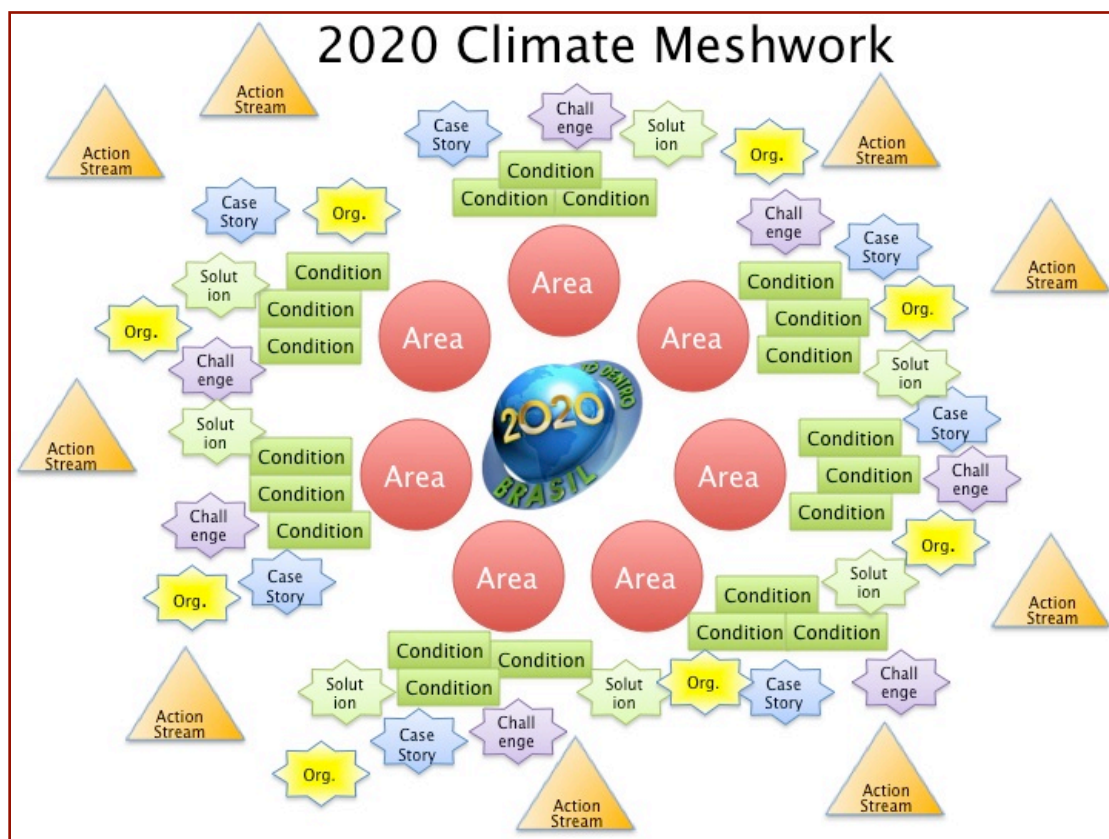 2020 Climate Meshwork
Action
Stream
Action
Stream
Case
Story
Chall
enge
Solut
ion
Org.
Action
Stream
Condition
Condition
Condition
Case
Story
Org.
Chall
enge
Case
Story
Action
Stream
Solut
ion
Condition
Condition
Condition
Org.
Chall
enge
Area
Area
Area
Condition
Condition
Condition
Org.
Solut
ion
TO DENTRO
2020
BRASIL
Action
Stream
Solut
ion
Condition
Condition
Condition
Chall
enge
Org.
Case
Story
Area
Area
Condition
Condition
Condition
Case
Story
Chall
enge
Org.
Area
Area
Condition
Condition
Condition
Solut
ion
Action
Stream
Action
Stream
Condition
Condition
Condition
Solut
ion
Case
Story
Chall
enge
Org.
Solut
ion
Org.
Case
Story
Chall
enge
Action
Stream
Action
Stream